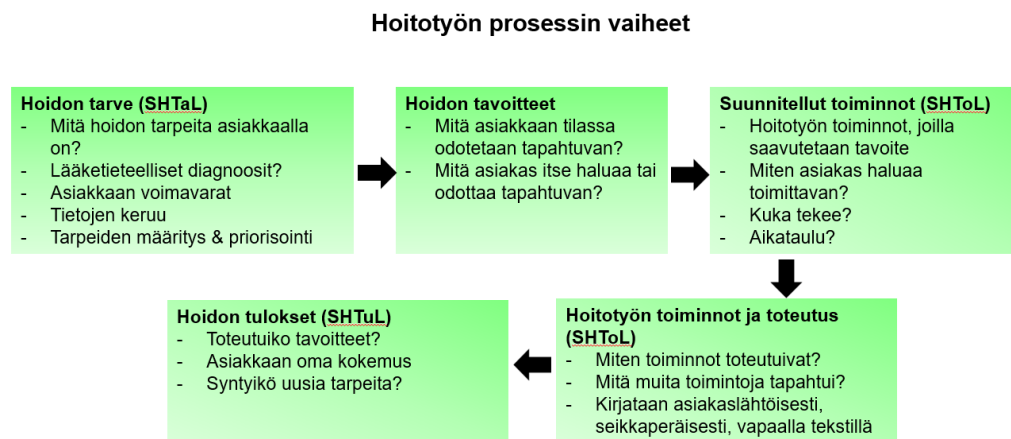 Hoitotyön prosessin vaiheet
Hoidon tarve (SHTaL)
- Mitä hoidon tarpeita asiakkaalla
on?
- Lääketieteelliset diagnoosit?
- Asiakkaan voimavarat
- Tietojen keruu
- Tarpeiden määritys & priorisointi
Hoidon tavoitteet
- Mitä asiakkaan tilassa
odotetaan tapahtuvan?
- Mitä asiakas itse haluaa tai
odottaa tapahtuvan?
Suunnitellut toiminnot (SHToL)
- Hoitotyön toiminnot, joilla
saavutetaan tavoite
- Miten asiakas haluaa
toimittavan?
- Kuka tekee?
- Aikataulu?
Hoitotyön toiminnot ja toteutus
(SHToL)
- Miten toiminnot toteutuivat?
- Mitä muita toimintoja tapahtui?
- Kirjataan asiakaslähtöisesti,
seikkaperäisesti, vapaalla tekstillä
Hoidon tulokset (SHTuL)
- Toteutuiko tavoitteet?
- Asiakkaan oma kokemus
- Syntyikö uusia tarpeita?